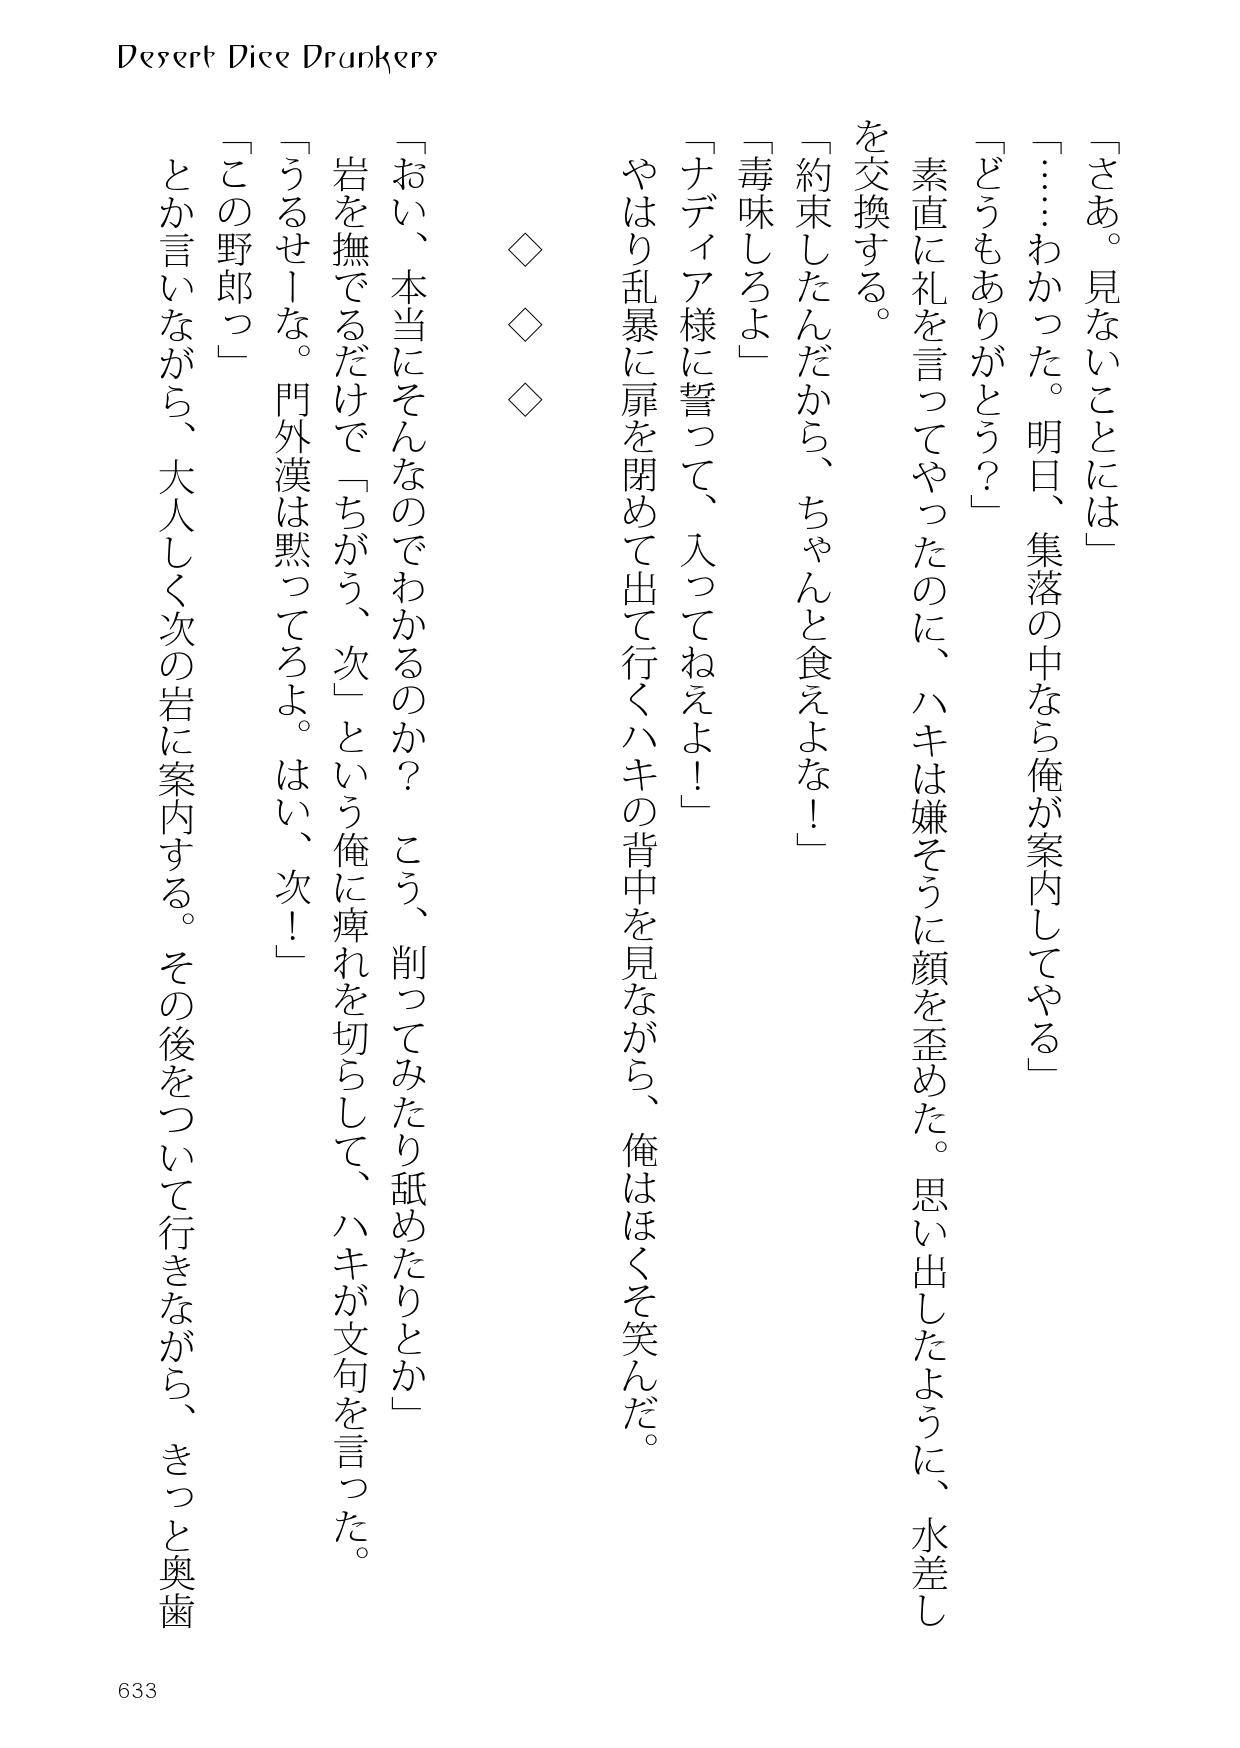 Desert Dice Drunkers
「さあ。見ないことには」
「……わかった。明日、集落の中なら俺が案内してやる」
「どうもありがとう？」
　素直に礼を言ってやったのに、ハキは嫌そうに顔を歪めた。思い出したように、水差し
を交換する。
「約束したんだから、ちゃんと食えよな！」
「毒味しろよ」
「ナディア様に誓って、入ってねえよ！」
　やはり乱暴に扉を閉めて出て行くハキの背中を見ながら、俺はほくそ笑んだ。
◇　◇　◇
「おい、本当にそんなのでわかるのか？　こう、削ってみたり舐めたりとか」
　岩を撫でるだけで「ちがう、次」という俺に痺れを切らして、ハキが文句を言った。
「うるせーな。門外漢は黙ってろよ。はい、次！」
「この野郎っ」
　とか言いながら、大人しく次の岩に案内する。その後をついて行きながら、きっと奥歯
633